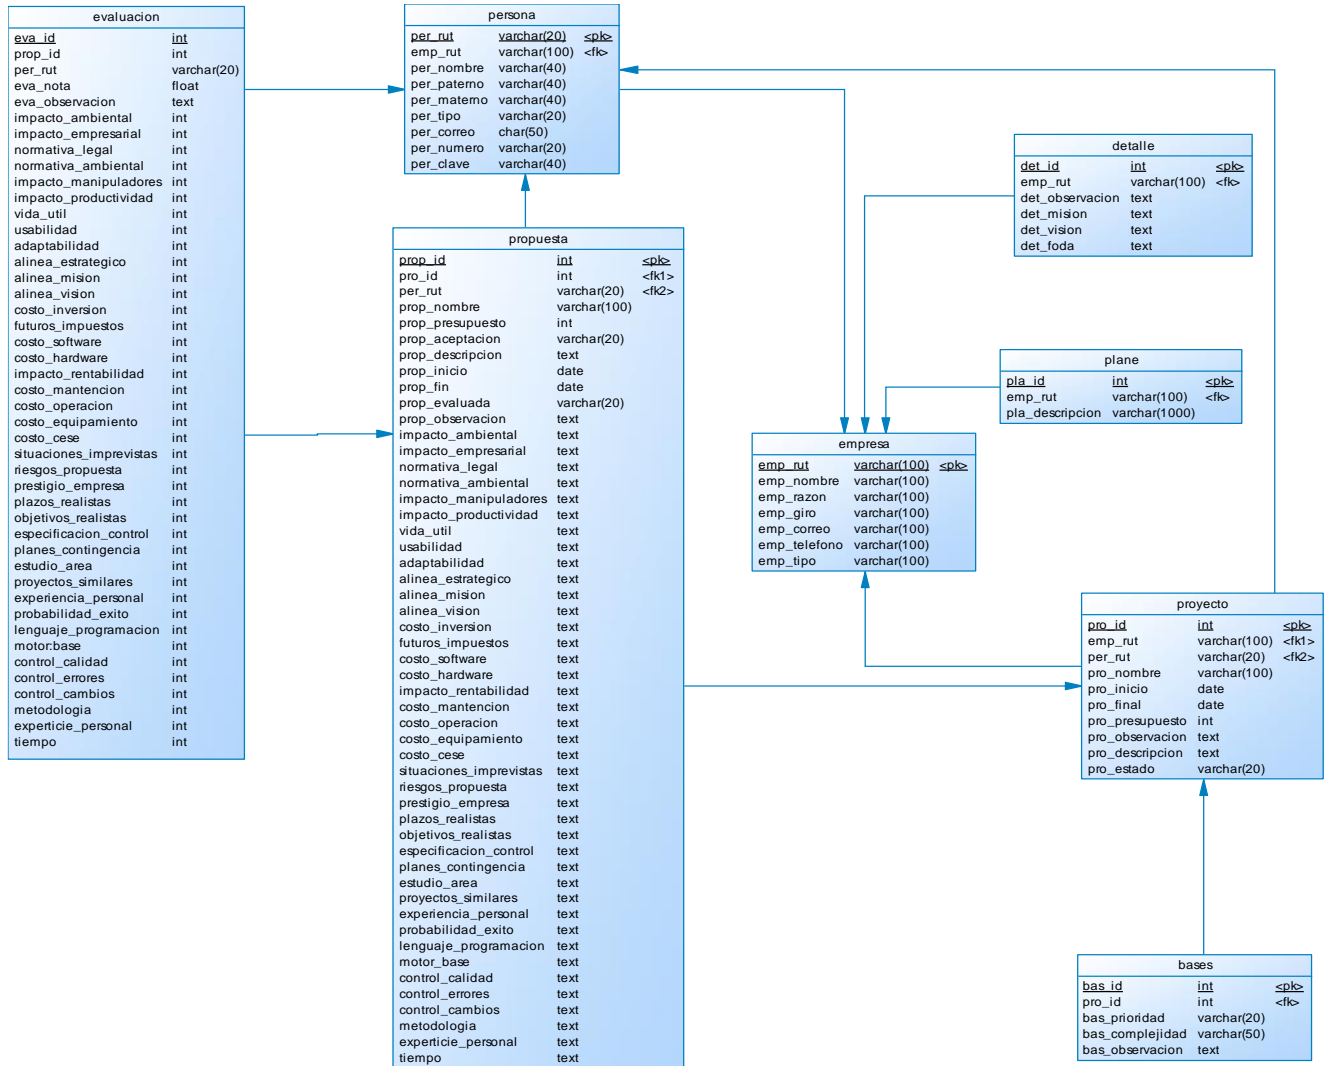 evaluacion
eva_id int
prop_id int
per_rut varchar(20)
eva_nota float
eva_observacion text
impacto_ambiental int
impacto_empresarial int
normativa_legal int
normativa_ambiental int
impacto_manipuladores int
impacto_productividad int
vida_util int
usabilidad int
adaptabilidad int
alinea_estrategico int
alinea_mision int
alinea_vision int
costo_inversion int
futuros_impuestos int
costo_software int
costo_hardware int
impacto_rentabilidad int
costo_mantencion int
costo_operacion int
costo_equipamiento int
costo_cese int
situaciones_imprevistas int
riesgos_propuesta int
prestigio_empresa int
plazos_realistas int
objetivos_realistas int
especificacion_control int
planes_contingencia int
estudio_area int
proyectos_similares int
experiencia_personal int
probabilidad_exito int
lenguaje_programacion int
motor:base int
control_calidad int
control_errores int
control_cambios int
metodologia int
experticie_personal int
tiempo int
persona
per_rut varchar(20) <pk>
emp_rut varchar(100) <fk>
per_nombre varchar(40)
per_paterno varchar(40)
per_materno varchar(40)
per_tipo varchar(20)
per_correo char(50)
per_numero varchar(20)
per_clave varchar(40)
propuesta
prop_id int <pk>
pro_id int <fk1>
per_rut varchar(20) <fk2>
prop_nombre varchar(100)
prop_presupuesto int
prop_aceptacion varchar(20)
prop_descripcion text
prop_inicio date
prop_fin date
prop_evaluada varchar(20)
prop_observacion text
impacto_ambiental text
impacto_empresarial text
normativa_legal text
normativa_ambiental text
impacto_manipuladores text
impacto_productividad text
vida_util text
usabilidad text
adaptabilidad text
alinea_estrategico text
alinea_mision text
alinea_vision text
costo_inversion text
futuros_impuestos text
costo_software text
costo_hardware text
impacto_rentabilidad text
costo_mantencion text
costo_operacion text
costo_equipamiento text
costo_cese text
situaciones_imprevistas text
riesgos_propuesta text
prestigio_empresa text
plazos_realistas text
objetivos_realistas text
especificacion_control text
planes_contingencia text
estudio_area text
proyectos_similares text
experiencia_personal text
probabilidad_exito text
lenguaje_programacion text
motor_base text
control_calidad text
control_errores text
control_cambios text
metodologia text
experticie_personal text
tiempo text
detalle
det_id int <pk>
emp_rut varchar(100) <fk>
det_observacion text
det_mision text
det_vision text
det_foda text
plane
pla_id int <pk>
emp_rut varchar(100) <fk>
pla_descripcion varchar(1000)
empresa
emp_rut varchar(100) <pk>
emp_nombre varchar(100)
emp_razon varchar(100)
emp_giro varchar(100)
emp_correo varchar(100)
emp_telefono varchar(100)
emp_tipo varchar(100)
proyecto
pro_id int <pk>
emp_rut varchar(100) <fk1>
per_rut varchar(20) <fk2>
pro_nombre varchar(100)
pro_inicio date
pro_final date
pro_presupuesto int
pro_observacion text
pro_descripcion text
pro_estado varchar(20)
bases
bas_id int <pk>
pro_id int <fk>
bas_prioridad varchar(20)
bas_complejidad varchar(50)
bas_observacion text